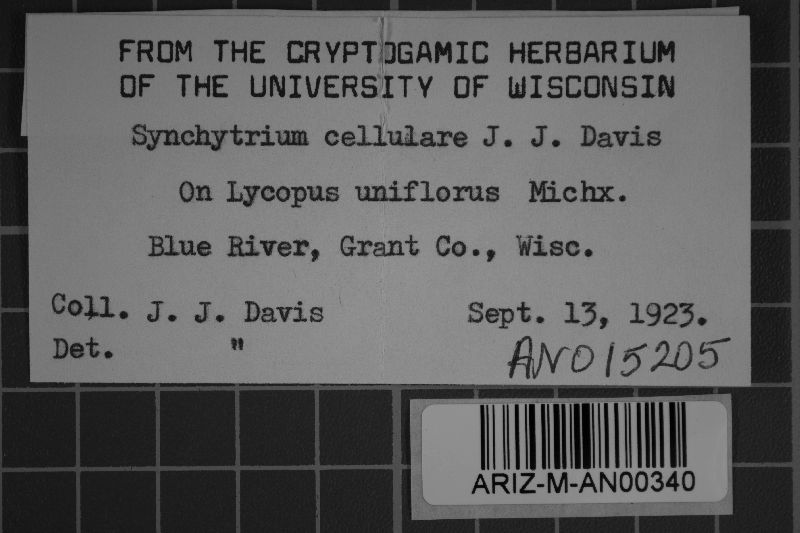 FROM THE CRYPTOGAMIC HERBARIUM
OF THE UNIVERSITY OF WISCONSIN
Synchytrium cellulare J. J. Davis
On Lycopus uniflorus Michx.
Blue River, Grant Co., Wisc.
Coll. J. J. Davis Sept. 13, 1923.
Det. "
ANO15205
ARIZ-M-AN00340